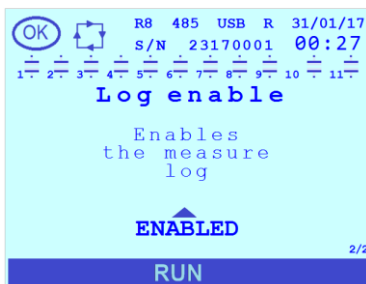 OK R8 485 USB R 31/01/17
S/N 23170001 00:27
1 2 3 4 5 6 7 8 9 10 11
Log enable
Enables
the measure
log
ENABLED
2/2
RUN